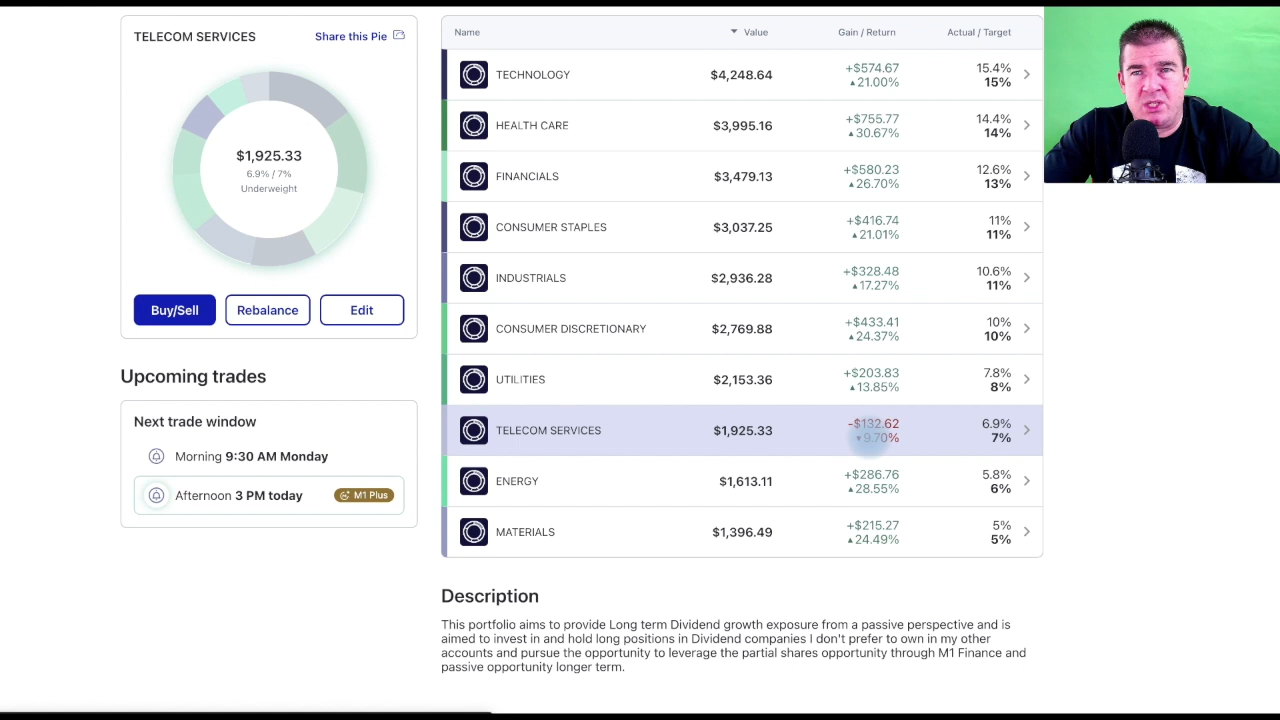 TELECOM SERVICES
Share this Pie
$1,925.33
6.9% / 7%
Underweight
Buy/Sell
Rebalance
Edit
Upcoming trades
Next trade window
Morning 9:30 AM Monday
Afternoon 3 PM today
M1 Plus
Name
Value
Gain / Return
Actual / Target
TECHNOLOGY
$4,248.64
+$574.67
▲21.00%
15.4%
15%
HEALTH CARE
$3,995.16
+$755.77
▲30.67%
14.4%
14%
FINANCIALS
$3,479.13
+$580.23
▲26.70%
12.6%
13%
CONSUMER STAPLES
$3,037.25
+$416.74
▲21.01%
11%
11%
INDUSTRIALS
$2,936.28
+$328.48
▲17.27%
10.6%
11%
CONSUMER DISCRETIONARY
$2,769.88
+$433.41
▲24.37%
10%
10%
UTILITIES
$2,153.36
+$203.83
▲13.85%
7.8%
8%
TELECOM SERVICES
$1,925.33
-$132.62
▼9.70%
6.9%
7%
ENERGY
$1,613.11
+$286.76
▲28.55%
5.8%
6%
MATERIALS
$1,396.49
+$215.27
▲24.49%
5%
5%
Description
This portfolio aims to provide Long term Dividend growth exposure from a passive perspective and is
aimed to invest in and hold long positions in Dividend companies I don't prefer to own in my other
accounts and pursue the opportunity to leverage the partial shares opportunity through M1 Finance and
passive opportunity longer term.